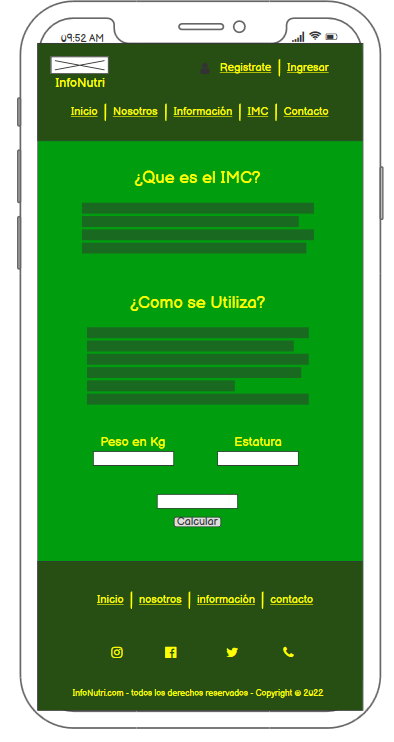 09:52 AM
Registrate | Ingresar
InfoNutri
Inicio | Nosotros | Información | IMC | Contacto
¿Que es el IMC?
¿Como se Utiliza?
Peso en Kg Estatura
Calcular
Inicio | nosotros | información | contacto
InfoNutri.com - todos los derechos reservados - Copyright © 2022